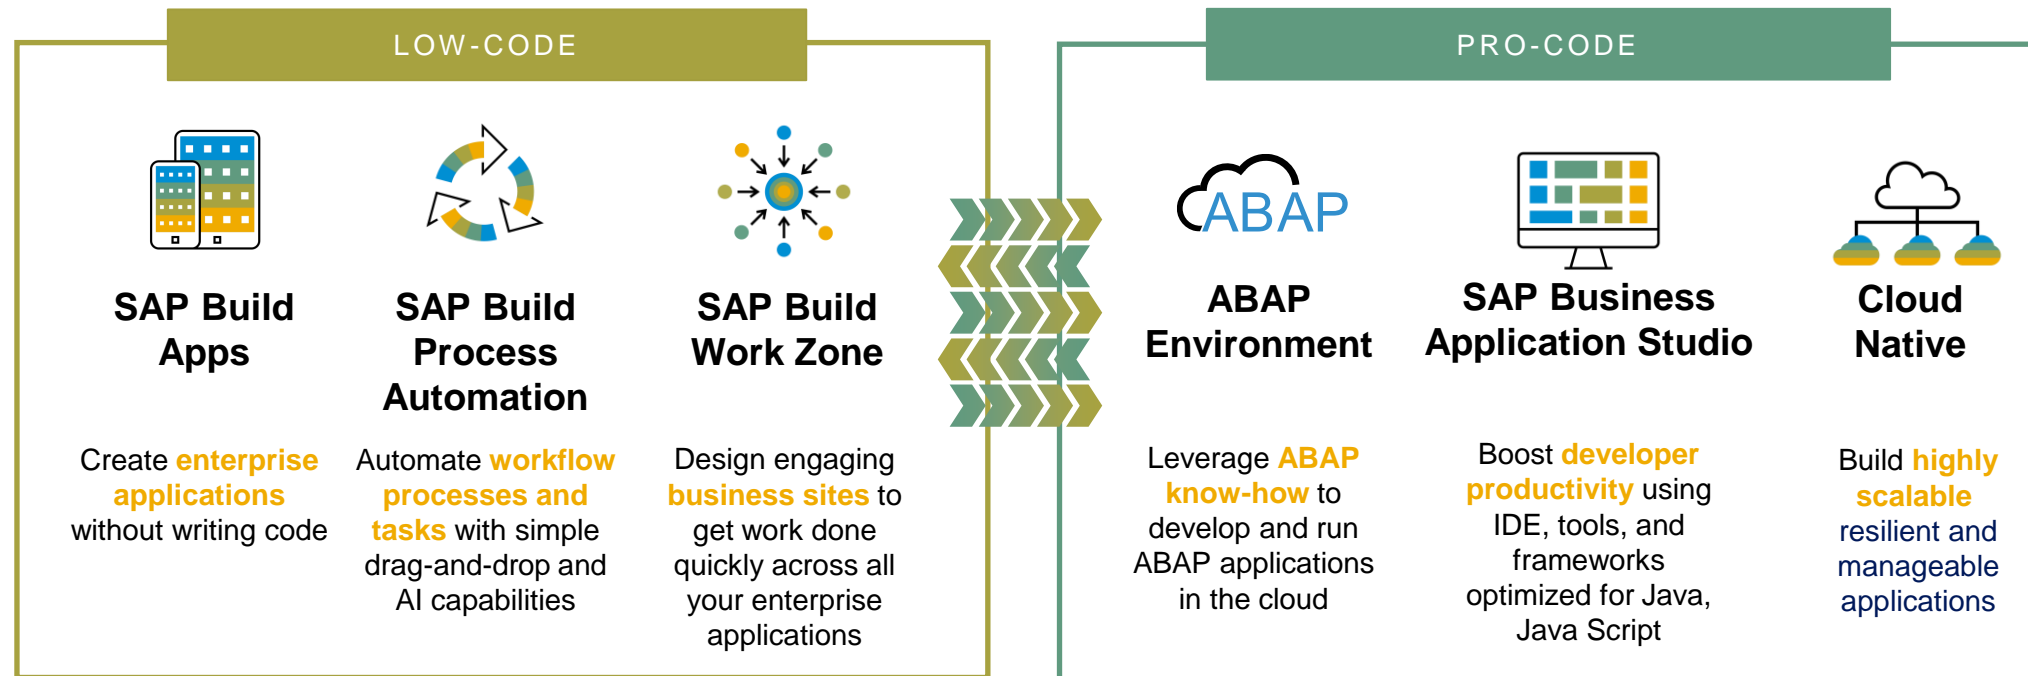 LOW-CODE
SAP Build
Apps
Create enterprise
applications
without writing code
SAP Build
Process
Automation
Automate workflow
processes and
tasks with simple
drag-and-drop and
AI capabilities
SAP Build
Work Zone
Design engaging
business sites to
get work done
quickly across all
your enterprise
applications
PRO-CODE
ABAP
ABAP
Environment
Leverage ABAP
know-how to
develop and run
ABAP applications
in the cloud
SAP Business
Application Studio
Boost developer
productivity using
IDE, tools, and
frameworks
optimized for Java,
Java Script
Cloud
Native
Build highly
scalable
resilient and
manageable
applications